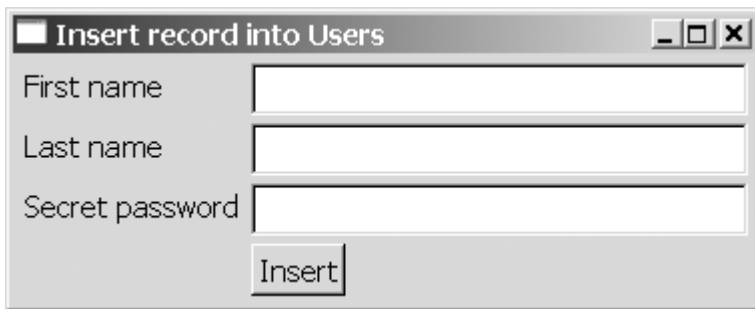 Insert record into Users
First name
Last name
Secret password
Insert